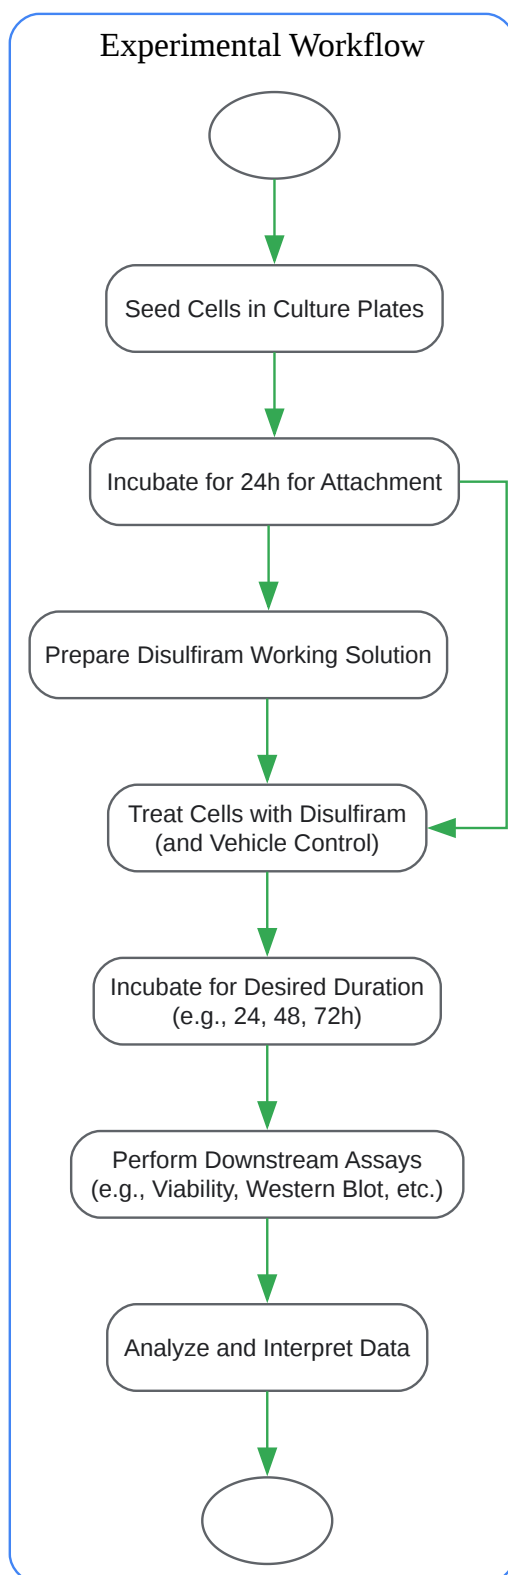 Experimental Workflow
Seed Cells in Culture Plates
Incubate for 24h for Attachment
Prepare Disulfiram Working Solution
Treat Cells with Disulfiram
(and Vehicle Control)
Incubate for Desired Duration
(e.g., 24, 48, 72h)
Perform Downstream Assays
(e.g., Viability, Western Blot, etc.)
Analyze and Interpret Data